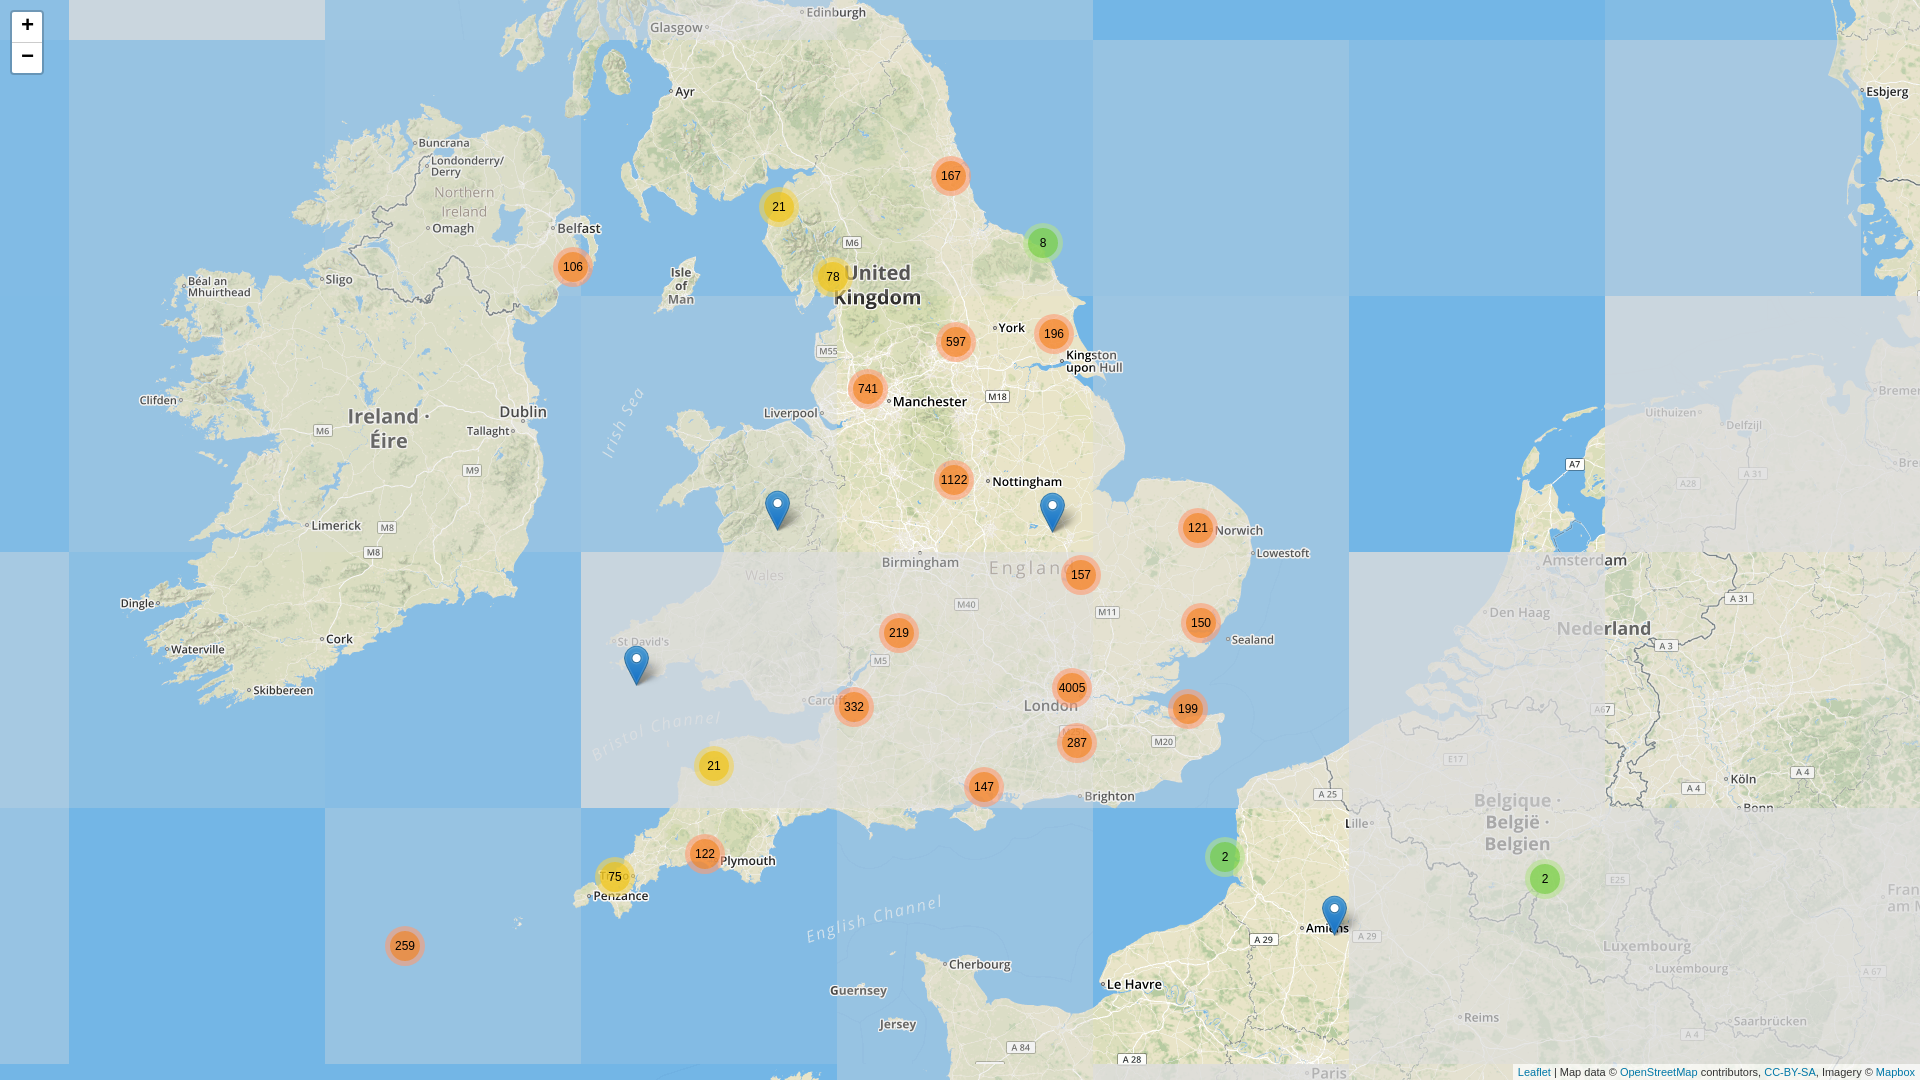 +
−
Edinburgh
Glasgow
Ayr
Esbjerg
Buncrana
Londonderry/
Derry
Northern
Ireland
Omagh
Belfast
167
21
M6
8
106
78
United
Kingdom
Isle
of
Man
Sligo
Béal an
Mhuirthead
York
196
597
Kingston
upon Hull
M55
741
Manchester
M18
Liverpool
Clifden
Ireland ·
Éire
Dublin
Tallaght
M6
M9
Irish Sea
Uithuizen
Delfzijl
A7
A 31
A28
1122
Nottingham
Limerick
M8
M8
121
Norwich
Lowestoft
Birmingham
England
Wales
157
Amsterdam
Dingle
M40
M11
Den Haag
A 31
Nederland
219
150
Sealand
Cork
Waterville
St David's
M5
A 3
Skibbereen
4005
London
Cardiff
332
199
A67
Bristol Channel
287
M20
E17
21
147
Brighton
A 25
Köln
A 4
A 4
Bonn
Belgique ·
België ·
Belgien
Lille
122
Plymouth
2
75
Penzance
2
E25
English Channel
Amiens
A 29
A 29
259
Luxembourg
Luxembourg
A 67
Cherbourg
Le Havre
Guernsey
Jersey
Reims
Saarbrücken
A 4
A 84
A 28
Paris
Leaflet | Map data © OpenStreetMap contributors, CC-BY-SA, Imagery © Mapbox